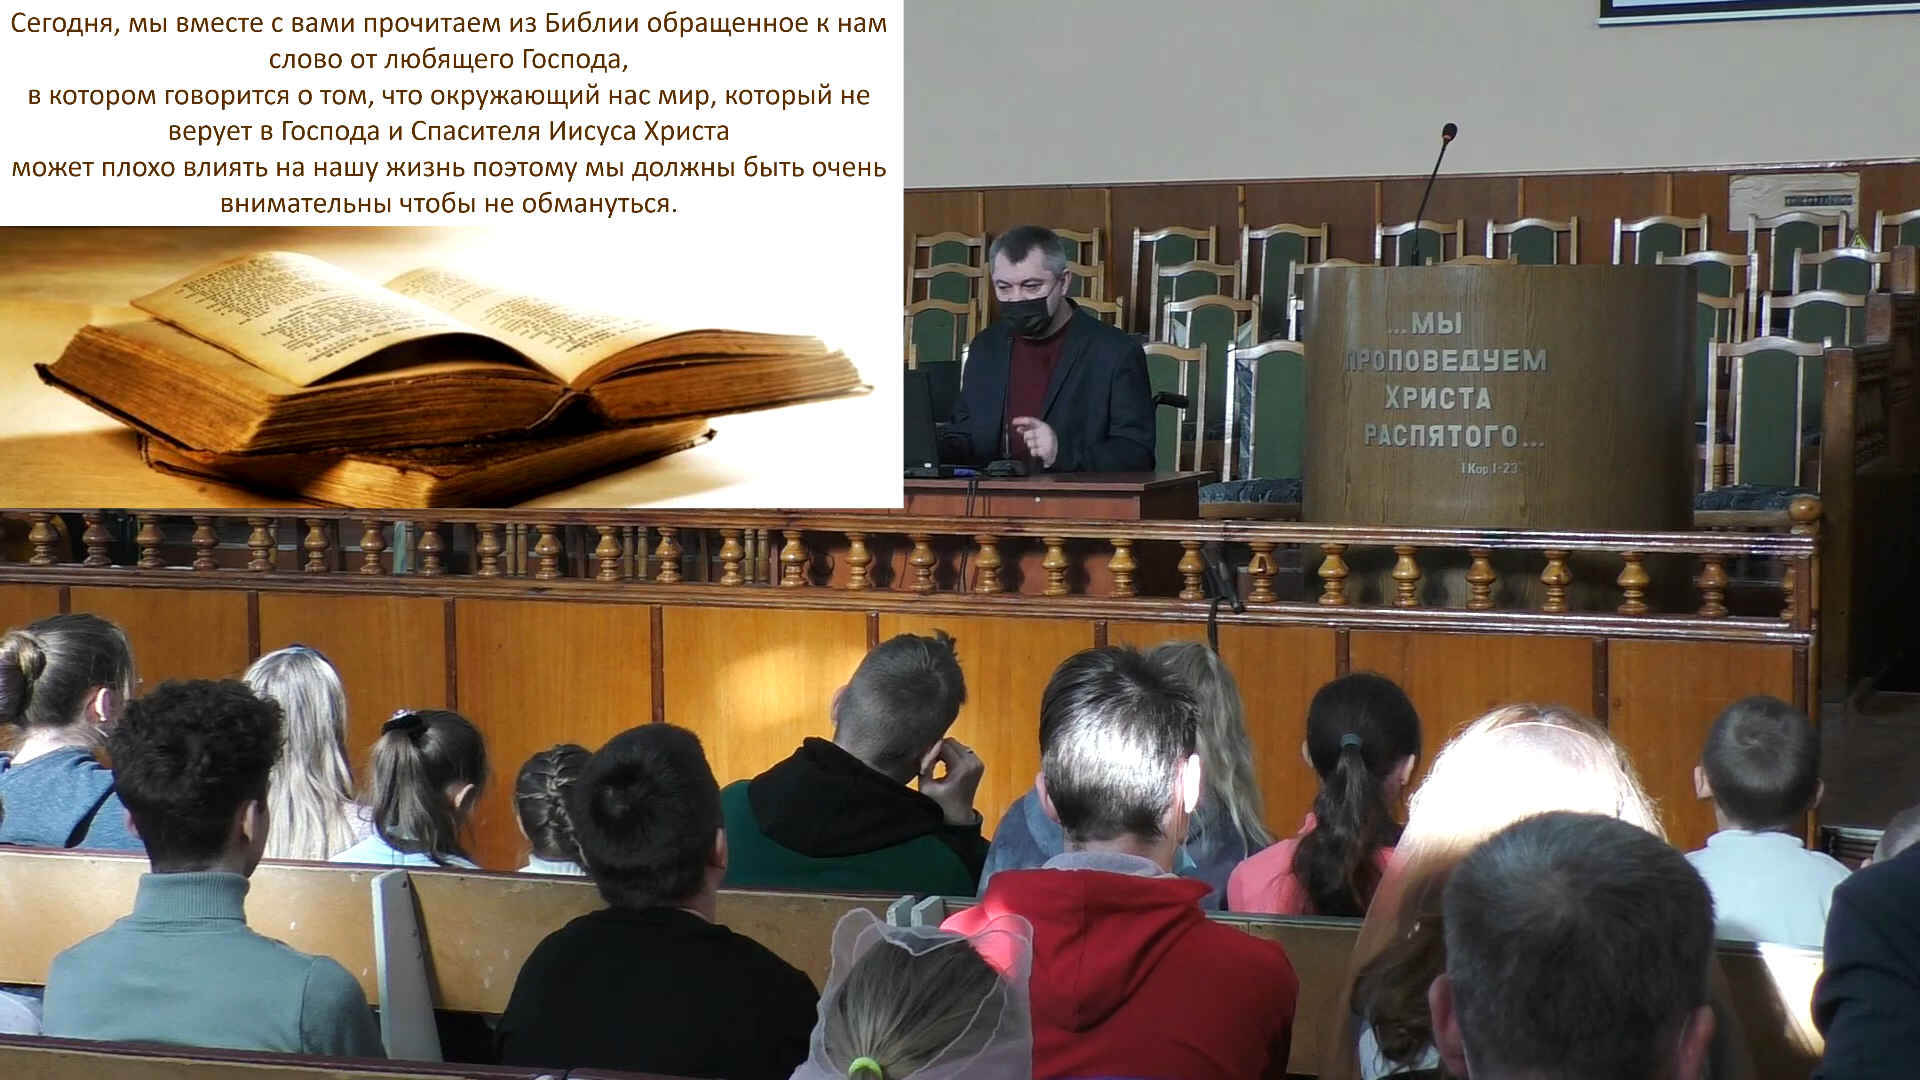 Сегодня, мы вместе с вами прочитаем из Библии обращенное к нам
слово от любящего Господа,
в котором говорится о том, что окружающий нас мир, который не
верует в Господа и Спасителя Иисуса Христа
может плохо влиять на нашу жизнь поэтому мы должны быть очень
внимательны чтобы не обмануться.
...МЫ
ПРОПОВЕДУЕМ
ХРИСТА
РАСПЯТОГО...
1 Кор. 1-23